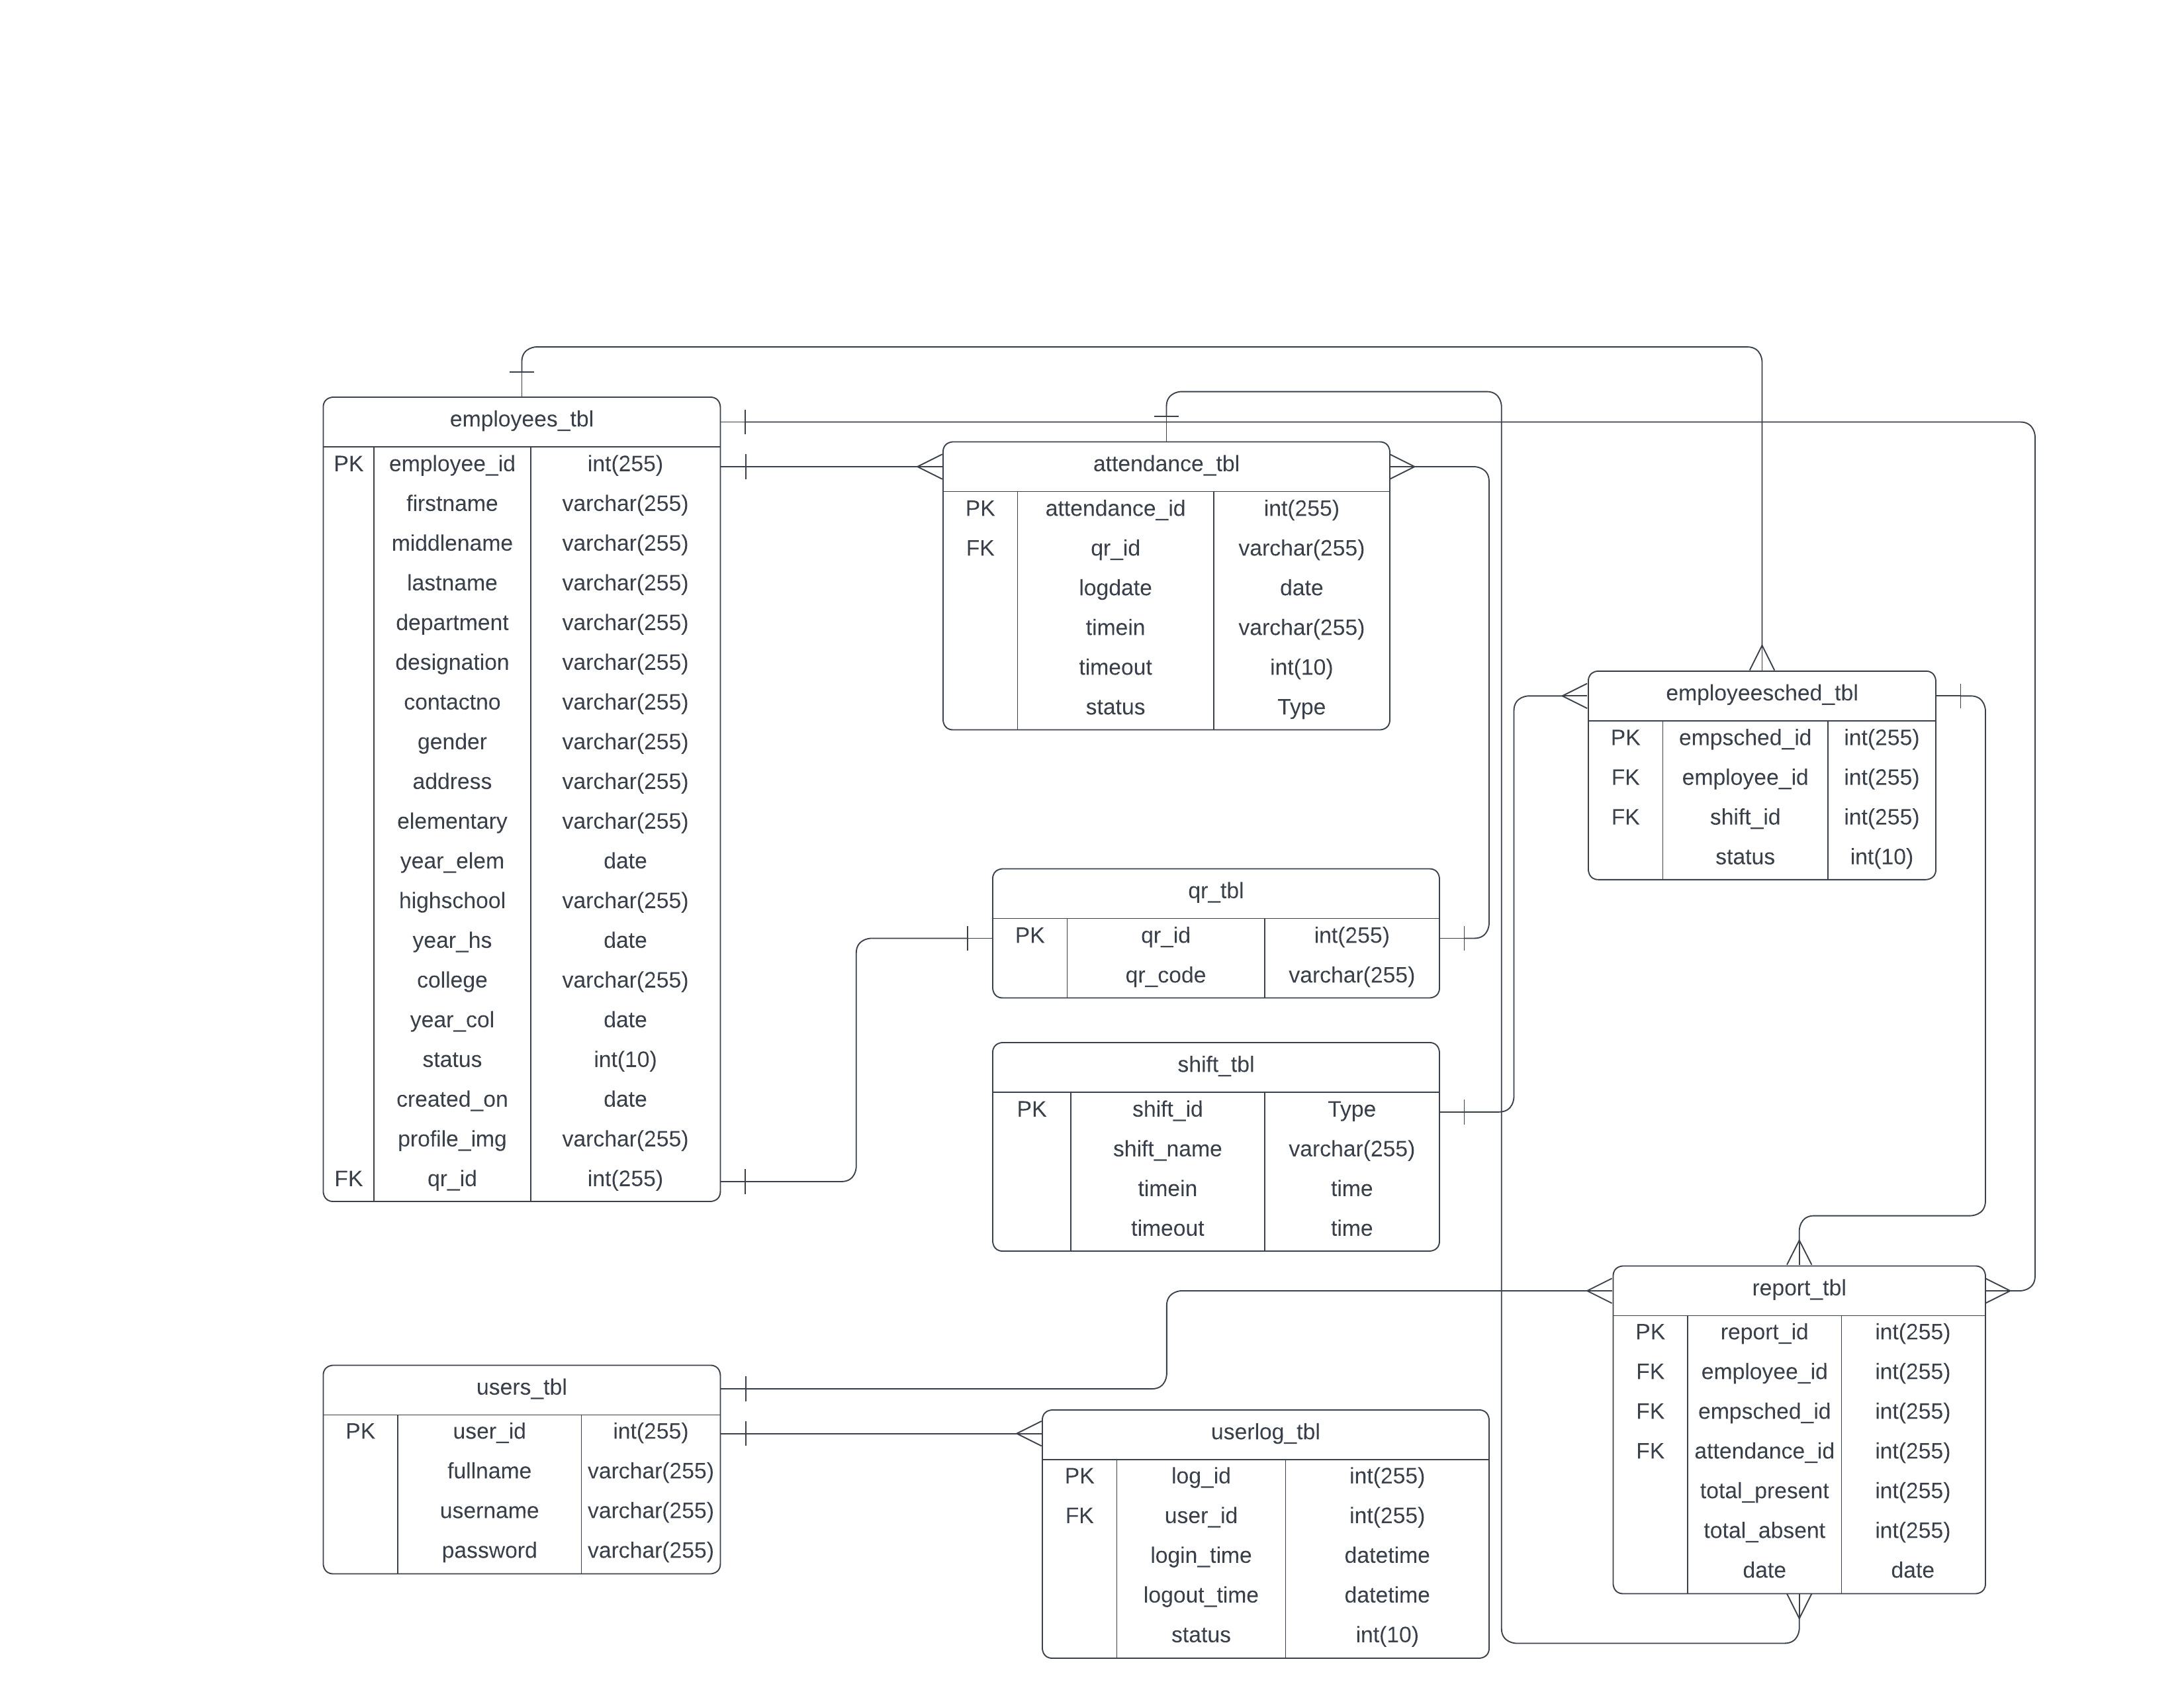 employees_tbl
PK employee_id int(255)
firstname varchar(255)
middlename varchar(255)
lastname varchar(255)
department varchar(255)
designation varchar(255)
contactno varchar(255)
gender varchar(255)
address varchar(255)
elementary varchar(255)
year_elem date
highschool varchar(255)
year_hs date
college varchar(255)
year_col date
status int(10)
created_on date
profile_img varchar(255)
FK qr_id int(255)
attendance_tbl
PK attendance_id int(255)
FK qr_id varchar(255)
logdate date
timein varchar(255)
timeout int(10)
status Type
employeesched_tbl
PK empsched_id int(255)
FK employee_id int(255)
FK shift_id int(255)
status int(10)
qr_tbl
PK qr_id int(255)
qr_code varchar(255)
shift_tbl
PK shift_id Type
shift_name varchar(255)
timein time
timeout time
report_tbl
PK report_id int(255)
FK employee_id int(255)
FK empsched_id int(255)
FK attendance_id int(255)
total_present int(255)
total_absent int(255)
date date
users_tbl
PK user_id int(255)
fullname varchar(255)
username varchar(255)
password varchar(255)
userlog_tbl
PK log_id int(255)
FK user_id int(255)
login_time datetime
logout_time datetime
status int(10)